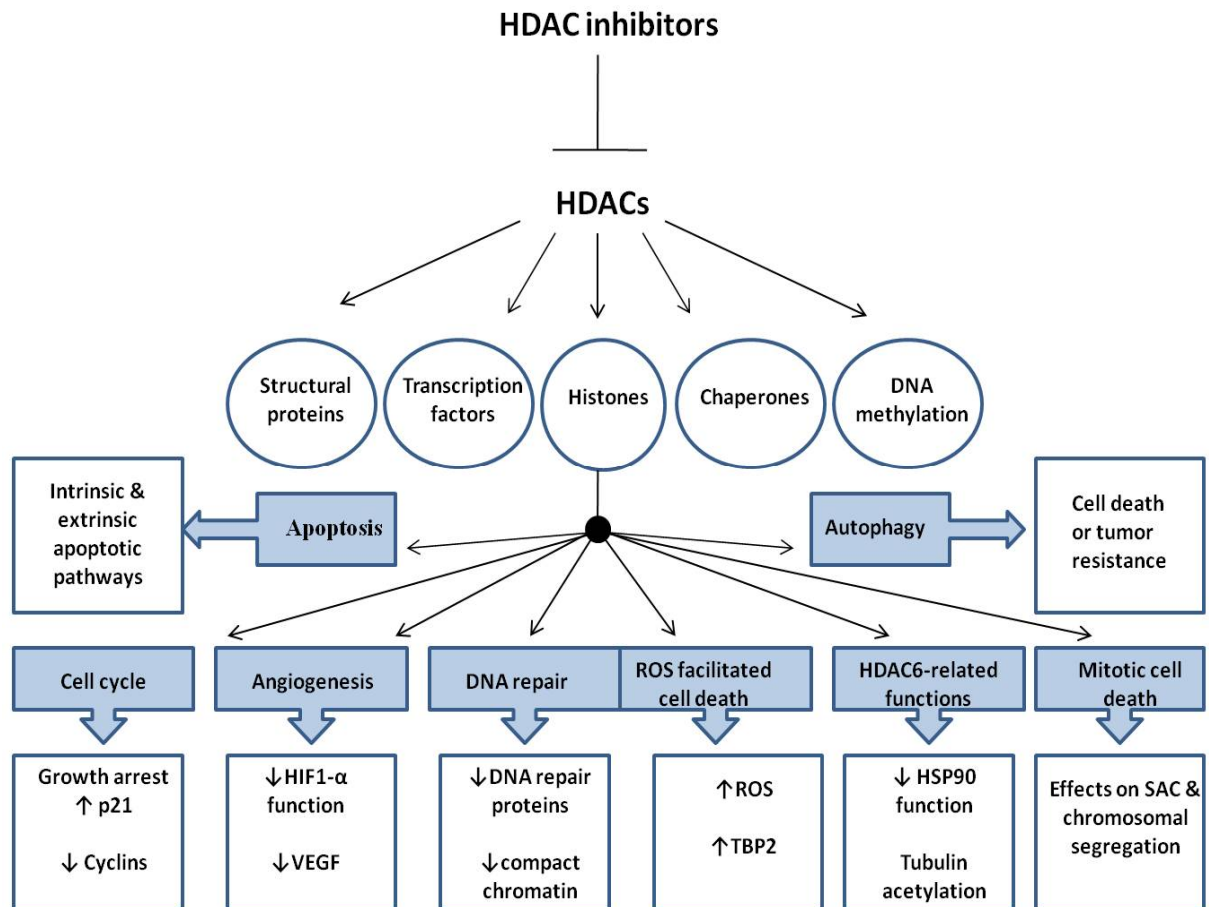 HDAC inhibitors
HDACs
Structural
proteins
Transcription
factors
Histones
Chaperones
DNA
methylation
Intrinsic &
extrinsic
apoptotic
pathways
Apoptosis
Autophagy
Cell death
or tumor
resistance
Cell cycle
Angiogenesis
DNA repair
ROS facilitated
cell death
HDAC6-related
functions
Mitotic cell
death
Growth arrest
↑ p21
↓ Cyclins
↓HIF1-α
function
↓VEGF
↓DNA repair
proteins
↓compact
chromatin
↑ROS
↑TBP2
↓ HSP90
function
Tubulin
acetylation
Effects on SAC &
chromosomal
segregation